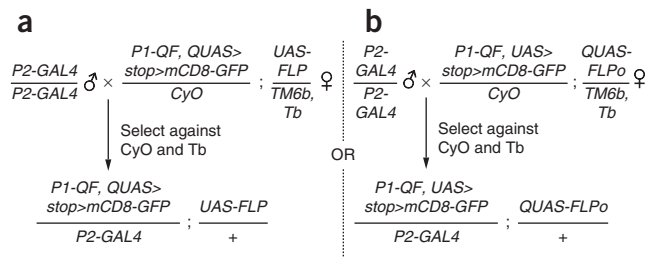 a
P2-GAL4
P2-GAL4
♂ ×
P1-QF, QUAS>
stop>mCD8-GFP
CyO
;
UAS-
FLP
TM6b,
Tb
♀
Select against
CyO and Tb
P1-QF, QUAS>
stop>mCD8-GFP
P2-GAL4
;
UAS-FLP
+
OR
b
P2-
GAL4
P2-
GAL4
♂ ×
P1-QF, UAS>
stop>mCD8-GFP
CyO
;
QUAS-
FLPo
TM6b,
Tb
♀
Select against
CyO and Tb
P1-QF, UAS>
stop>mCD8-GFP
P2-GAL4
;
QUAS-FLPo
+